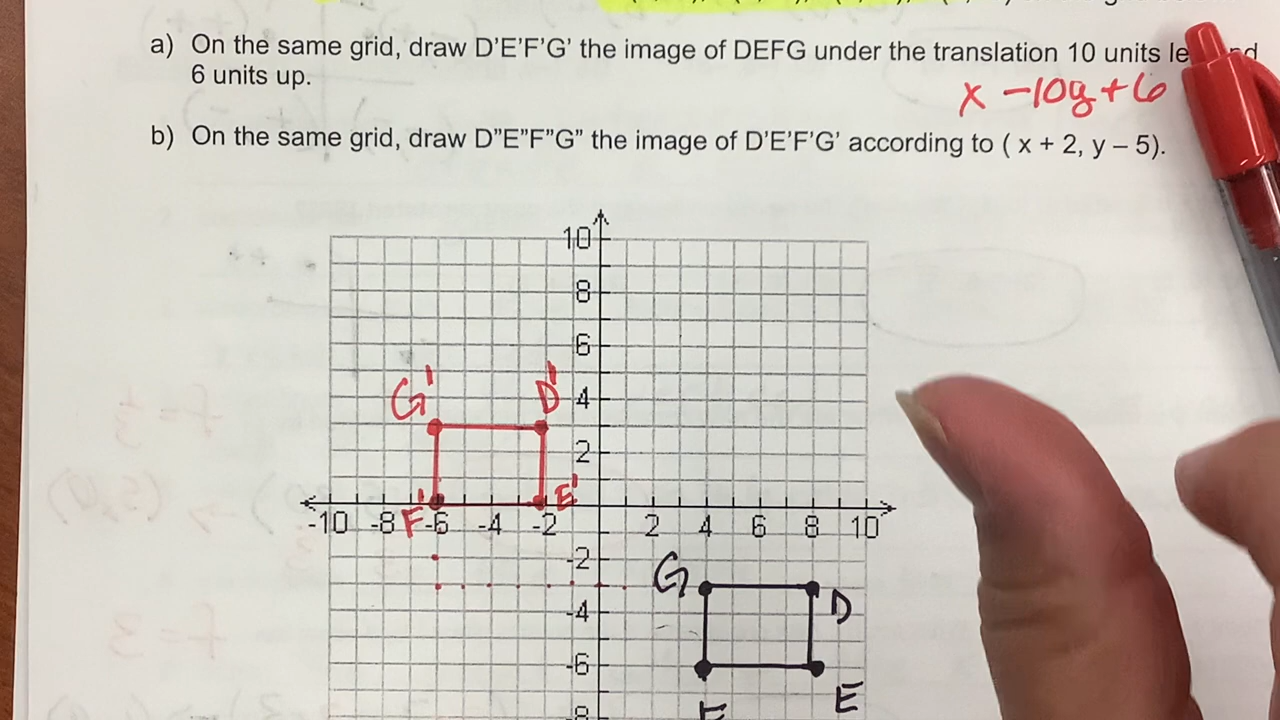 a) On the same grid, draw D'E'F'G' the image of DEFG under the translation 10 units
6 units up.
x -10y+6
b) On the same grid, draw D”E”F”G” the image of D'E'F'G' according to ( x + 2, y – 5).
10
8
6
G' D' 4
2
F' E'
-10 -8 -6 -4 -2 2 4 6 8 10
-2
G
-4 D
-6
E
-8